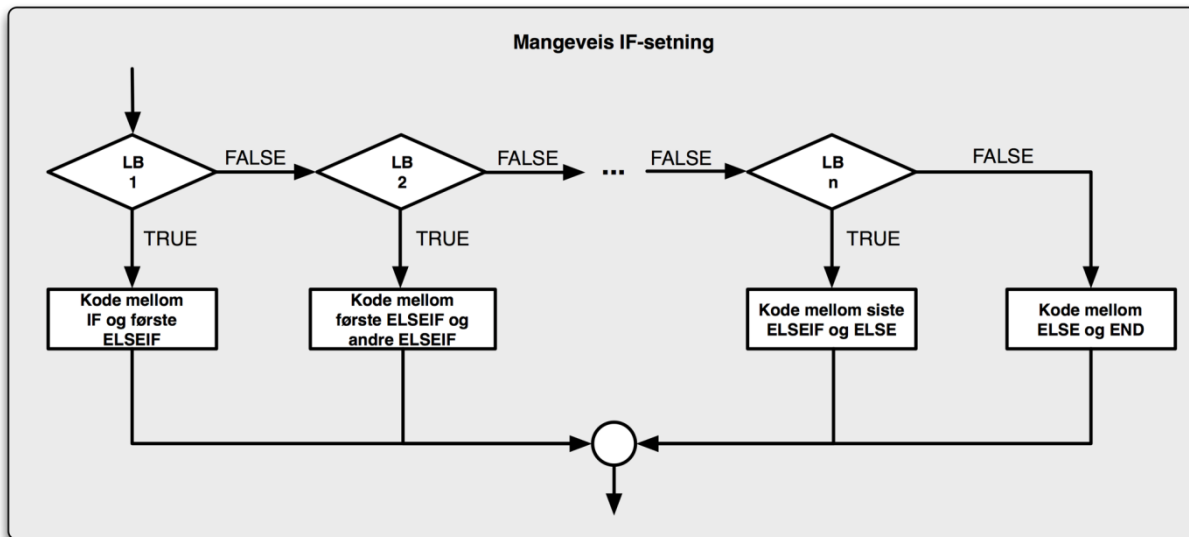 Mangeveis IF-setning
LB
1
FALSE
LB
2
FALSE
...
FALSE
LB
n
FALSE
TRUE
TRUE
TRUE
Kode mellom
IF og første
ELSEIF
Kode mellom
første ELSEIF og
andre ELSEIF
Kode mellom siste
ELSEIF og ELSE
Kode mellom
ELSE og END